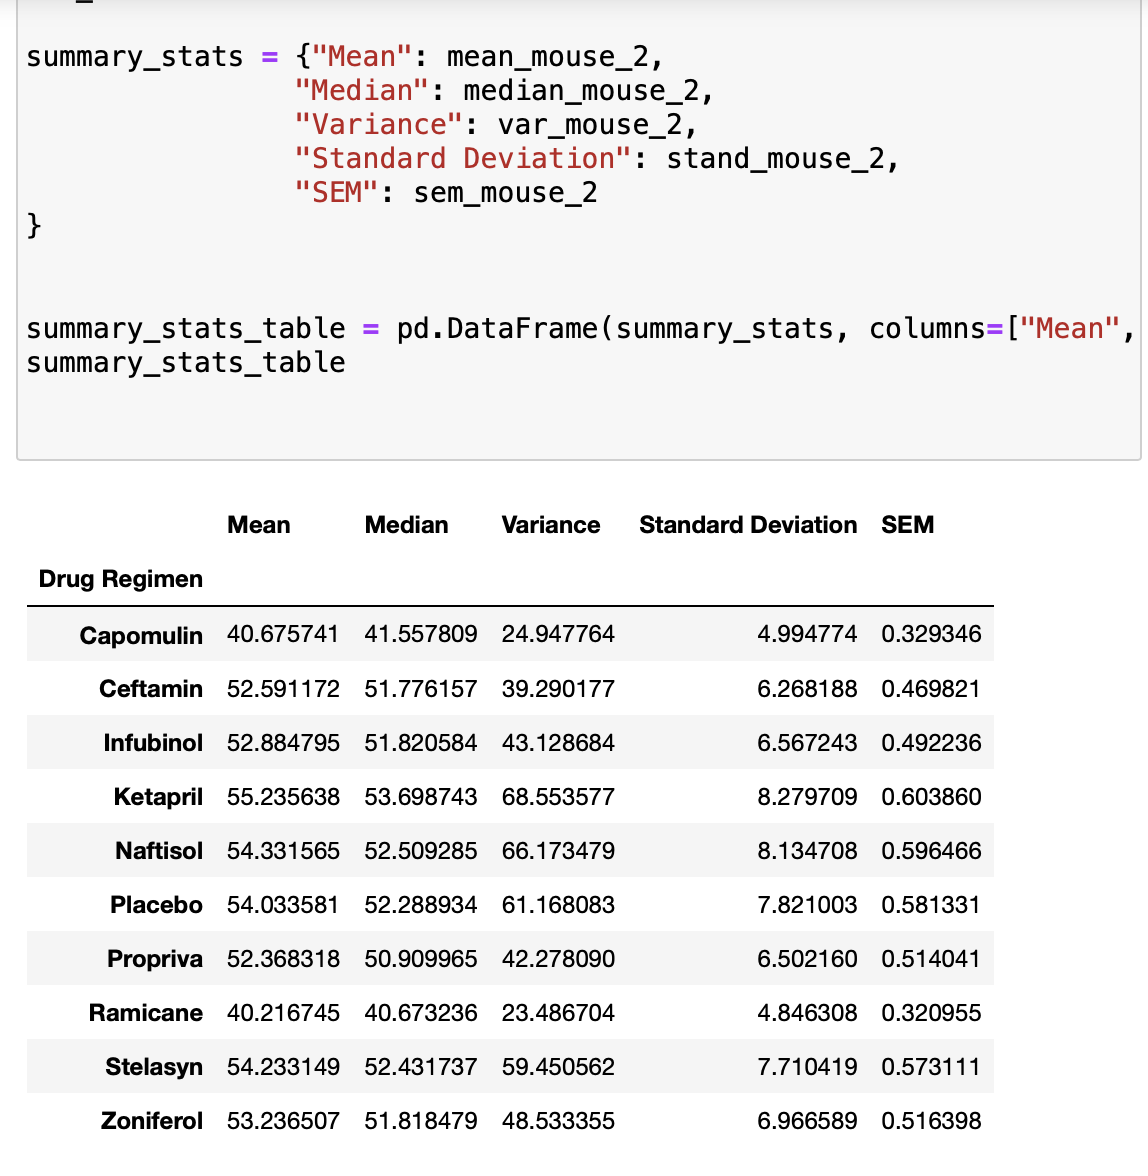 summary_stats = {"Mean": mean_mouse_2,
"Median": median_mouse_2,
"Variance": var_mouse_2,
"Standard Deviation": stand_mouse_2,
"SEM": sem_mouse_2
}
summary_stats_table = pd.DataFrame(summary_stats, columns=["Mean",
summary_stats_table
Mean Median Variance Standard Deviation SEM
Drug Regimen
Capomulin 40.675741 41.557809 24.947764 4.994774 0.329346
Ceftamin 52.591172 51.776157 39.290177 6.268188 0.469821
Infubinol 52.884795 51.820584 43.128684 6.567243 0.492236
Ketapril 55.235638 53.698743 68.553577 8.279709 0.603860
Naftisol 54.331565 52.509285 66.173479 8.134708 0.596466
Placebo 54.033581 52.288934 61.168083 7.821003 0.581331
Propriva 52.368318 50.909965 42.278090 6.502160 0.514041
Ramicane 40.216745 40.673236 23.486704 4.846308 0.320955
Stelasyn 54.233149 52.431737 59.450562 7.710419 0.573111
Zoniferol 53.236507 51.818479 48.533355 6.966589 0.516398